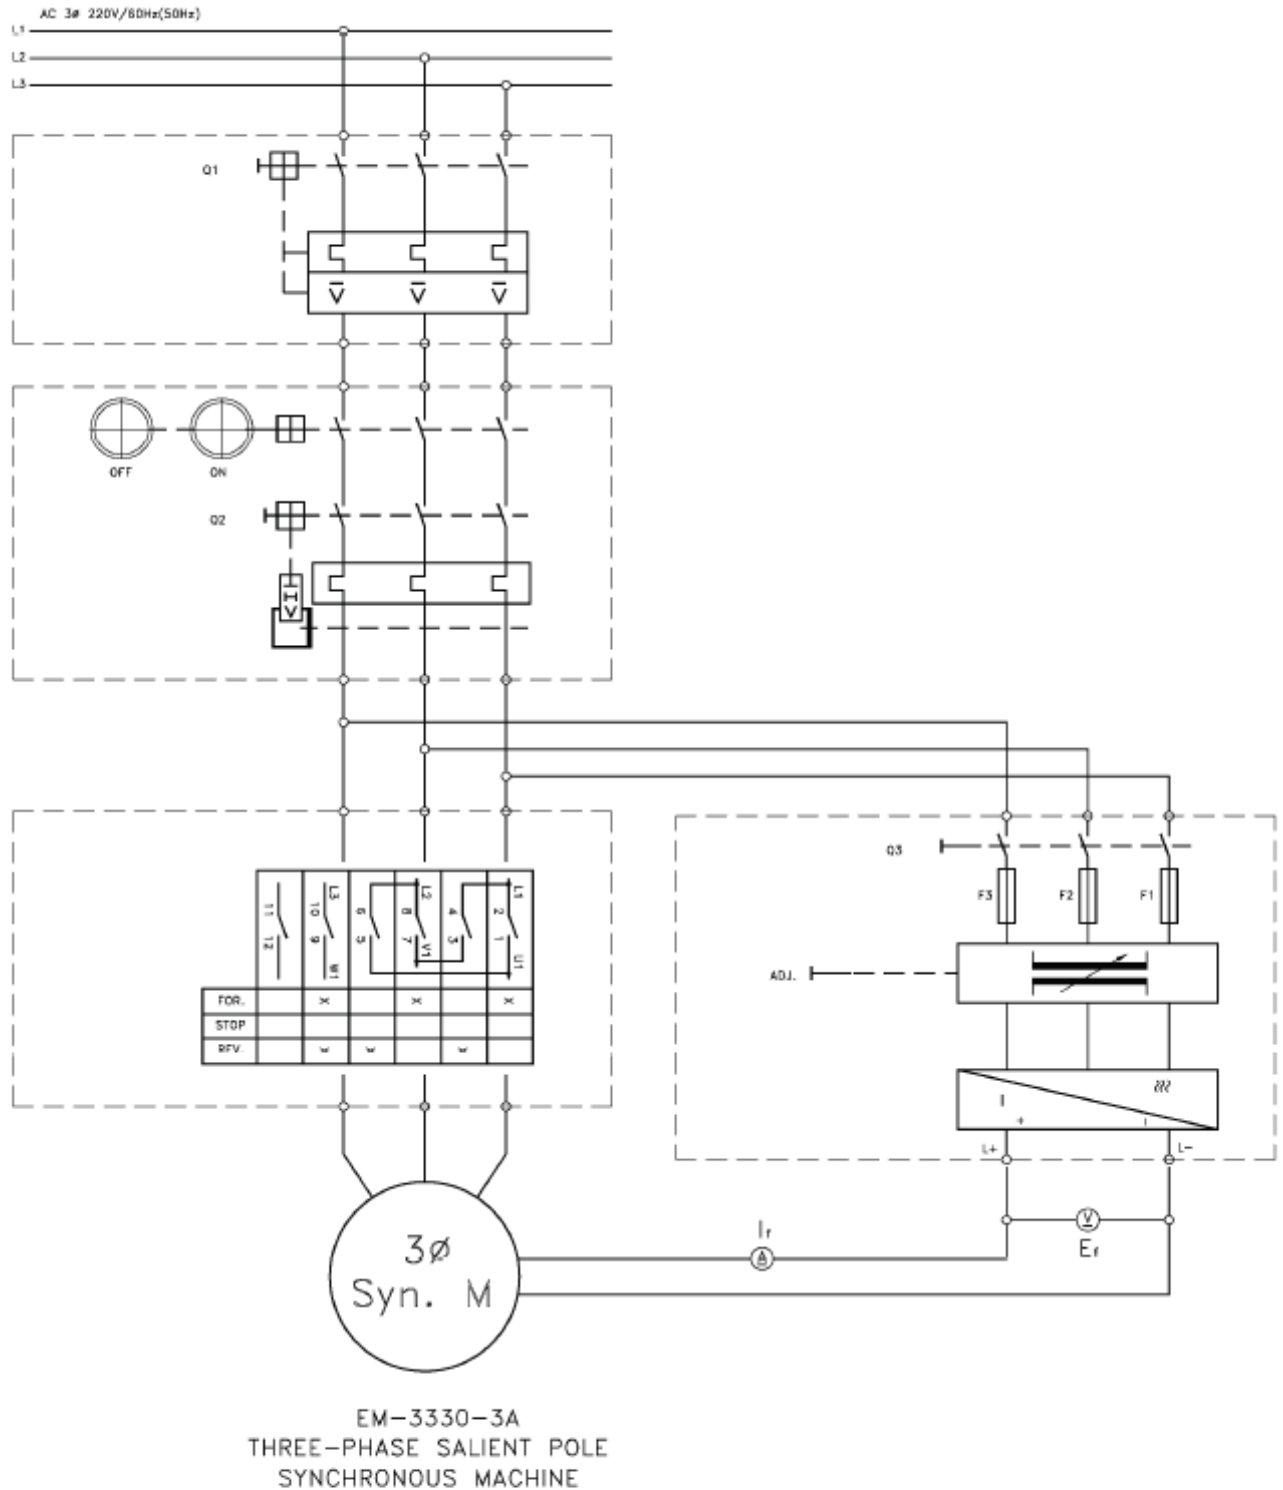 AC 3ø 220V/60Hz(50Hz)
L1
L2
L3
Q1
OFF
ON
Q2
Q3
F3
F2
F1
ADJ.
L3
L2
L1
11
10
6
8
4
2
12
9
5
7
3
1
W1
V1
U1
FOR.
STOP
REV.
+
L+
L-
3ø
Syn. M
If
A
V
Ef
EM-3330-3A
THREE-PHASE SALIENT POLE
SYNCHRONOUS MACHINE